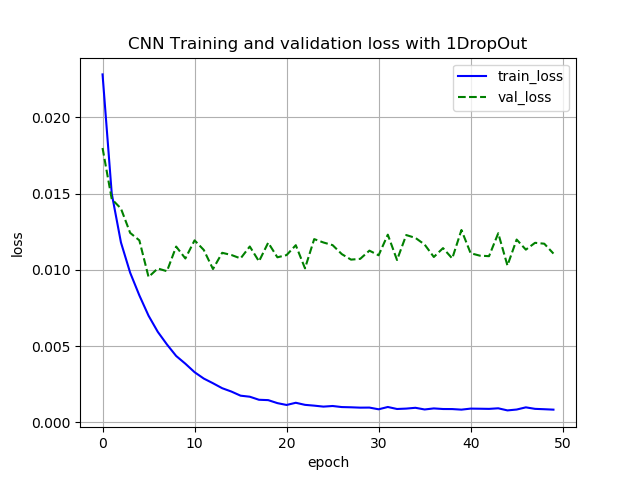 CNN Training and validation loss with 1DropOut
train_loss
val_loss
0.020
0.015
0.010
0.005
0.000
loss
0
10
20
30
40
50
epoch